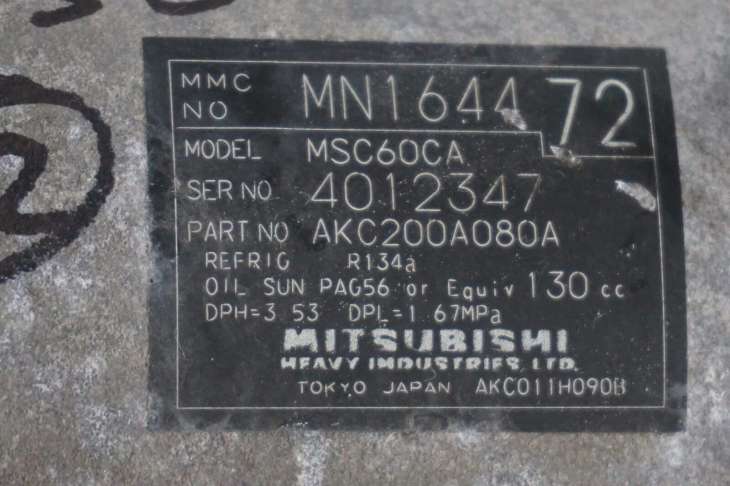 MMC NO MN164472
MODEL MSC60CA
SER NO 4012347
PART NO AKC200A080A
REFRIG R134a
OIL SUN PAG56 or Equiv 130 cc
DPH=3 53 DPL=1 67MPa
MITSUBISHI
HEAVY INDUSTRIES, LTD.
TOKYO JAPAN AKC011H090B
2